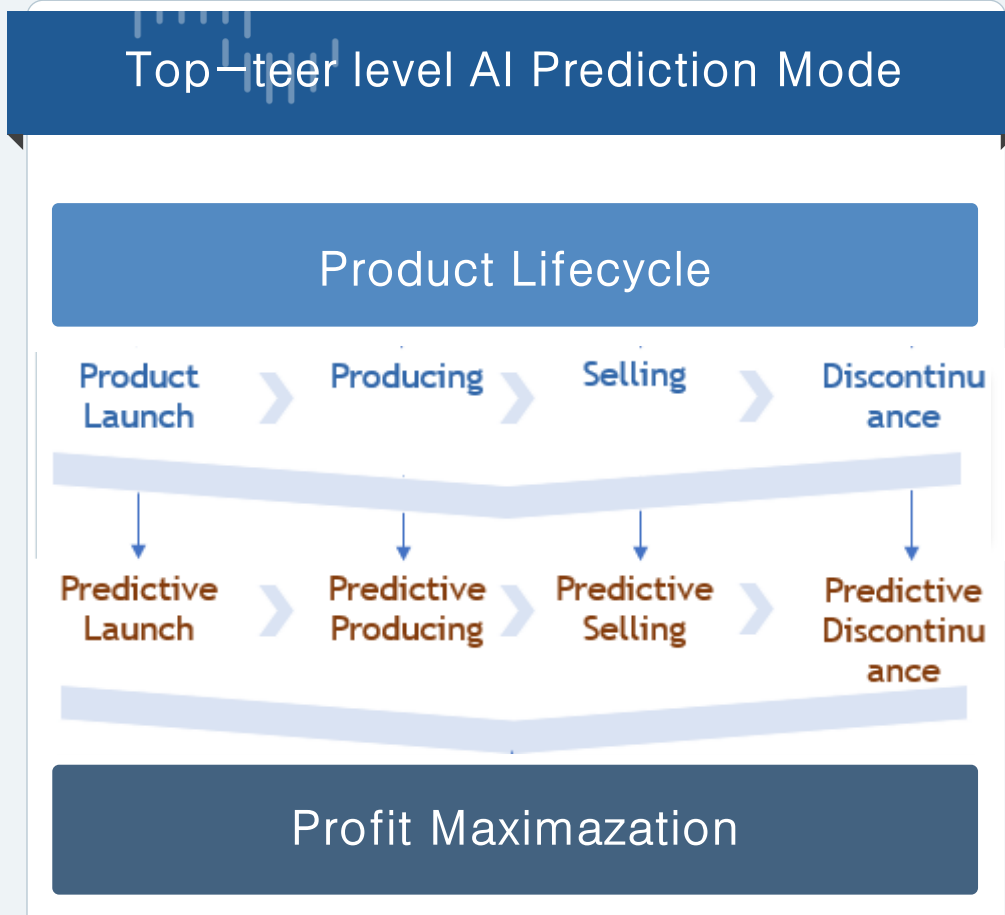 Top-teer level AI Prediction Mode
Product Lifecycle
Product
Launch
Producing
Selling
Discontinu
ance
Predictive
Launch
Predictive
Producing
Predictive
Selling
Predictive
Discontinu
ance
Profit Maximazation